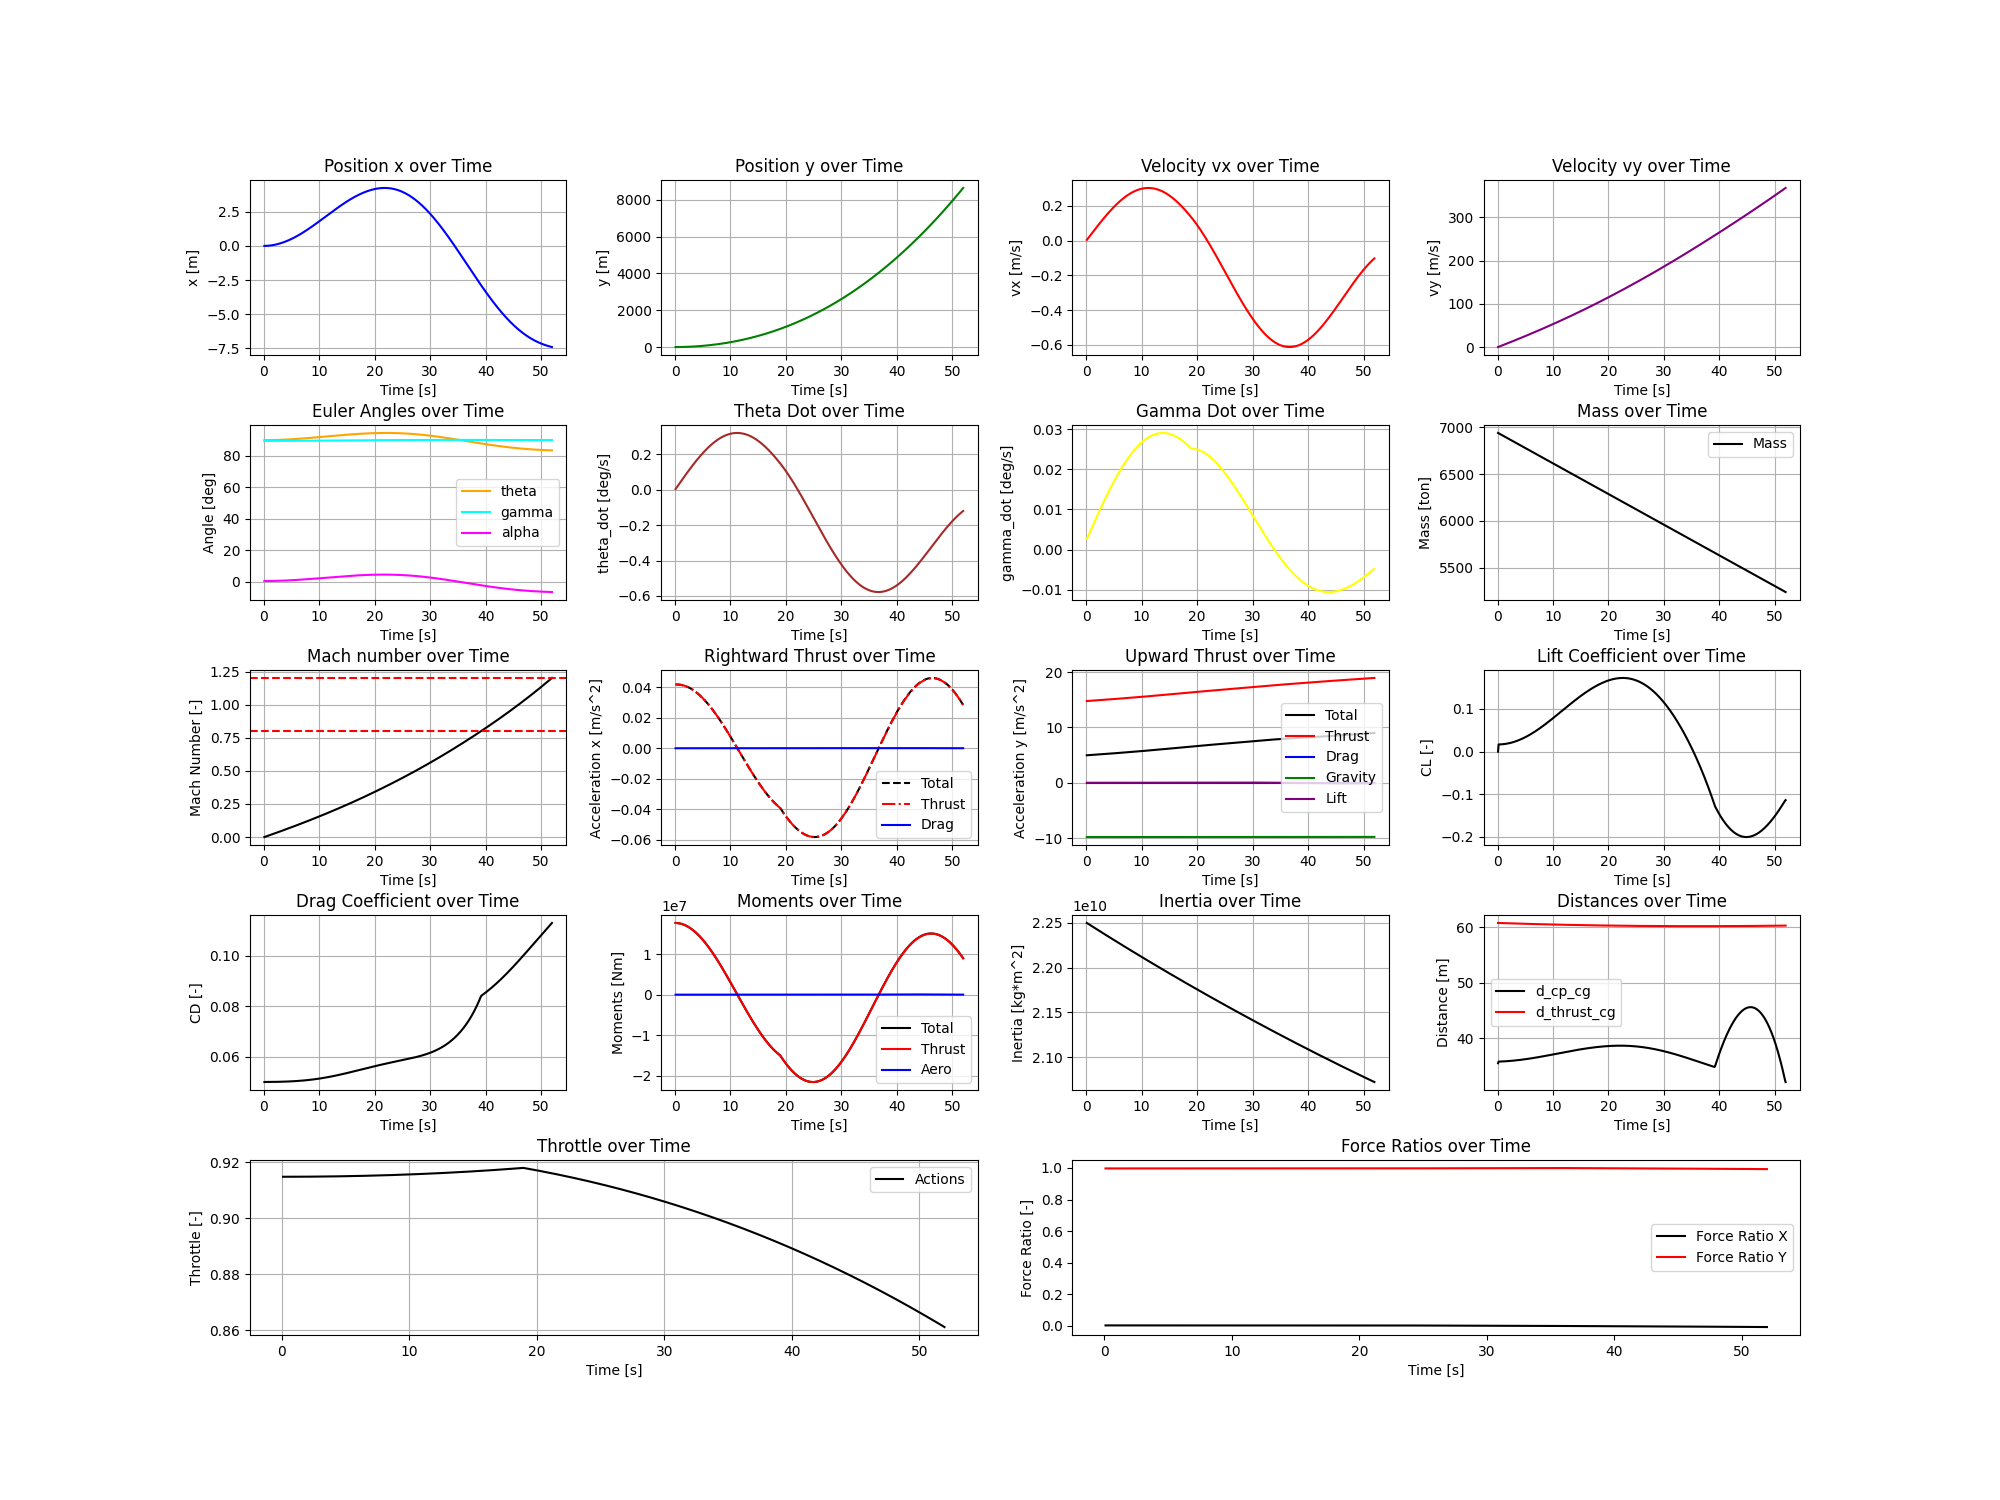 Position x over Time
x [m]
2.5
0.0
−2.5
−5.0
−7.5
0 10 20 30 40 50
Time [s]
Position y over Time
y [m]
8000
6000
4000
2000
0
0 10 20 30 40 50
Time [s]
Velocity vx over Time
vx [m/s]
0.2
0.0
−0.2
−0.4
−0.6
0 10 20 30 40 50
Time [s]
Velocity vy over Time
vy [m/s]
300
200
100
0
0 10 20 30 40 50
Time [s]
Euler Angles over Time
Angle [deg]
80
60
40
20
0
theta
gamma
alpha
0 10 20 30 40 50
Time [s]
Theta Dot over Time
theta_dot [deg/s]
0.2
0.0
−0.2
−0.4
−0.6
0 10 20 30 40 50
Time [s]
Gamma Dot over Time
gamma_dot [deg/s]
0.03
0.02
0.01
0.00
−0.01
0 10 20 30 40 50
Time [s]
Mass over Time
Mass [ton]
7000
6500
6000
5500
Mass
0 10 20 30 40 50
Time [s]
Mach number over Time
Mach Number [-]
1.25
1.00
0.75
0.50
0.25
0.00
0 10 20 30 40 50
Time [s]
Rightward Thrust over Time
Acceleration x [m/s^2]
0.04
0.02
0.00
−0.02
−0.04
−0.06
Total
Thrust
Drag
0 10 20 30 40 50
Time [s]
Upward Thrust over Time
Acceleration y [m/s^2]
20
10
0
−10
Total
Thrust
Drag
Gravity
Lift
0 10 20 30 40 50
Time [s]
Lift Coefficient over Time
CL [-]
0.1
0.0
−0.1
−0.2
0 10 20 30 40 50
Time [s]
Drag Coefficient over Time
CD [-]
0.10
0.08
0.06
0 10 20 30 40 50
Time [s]
Moments over Time
1e7
Moments [Nm]
1
0
−1
−2
Total
Thrust
Aero
0 10 20 30 40 50
Time [s]
Inertia over Time
1e10
Inertia [kg*m^2]
2.25
2.20
2.15
2.10
0 10 20 30 40 50
Time [s]
Distances over Time
Distance [m]
60
50
40
d_cp_cg
d_thrust_cg
0 10 20 30 40 50
Time [s]
Throttle over Time
Throttle [-]
0.92
0.90
0.88
0.86
Actions
0 10 20 30 40 50
Time [s]
Force Ratios over Time
Force Ratio [-]
1.0
0.8
0.6
0.4
0.2
0.0
Force Ratio X
Force Ratio Y
0 10 20 30 40 50
Time [s]